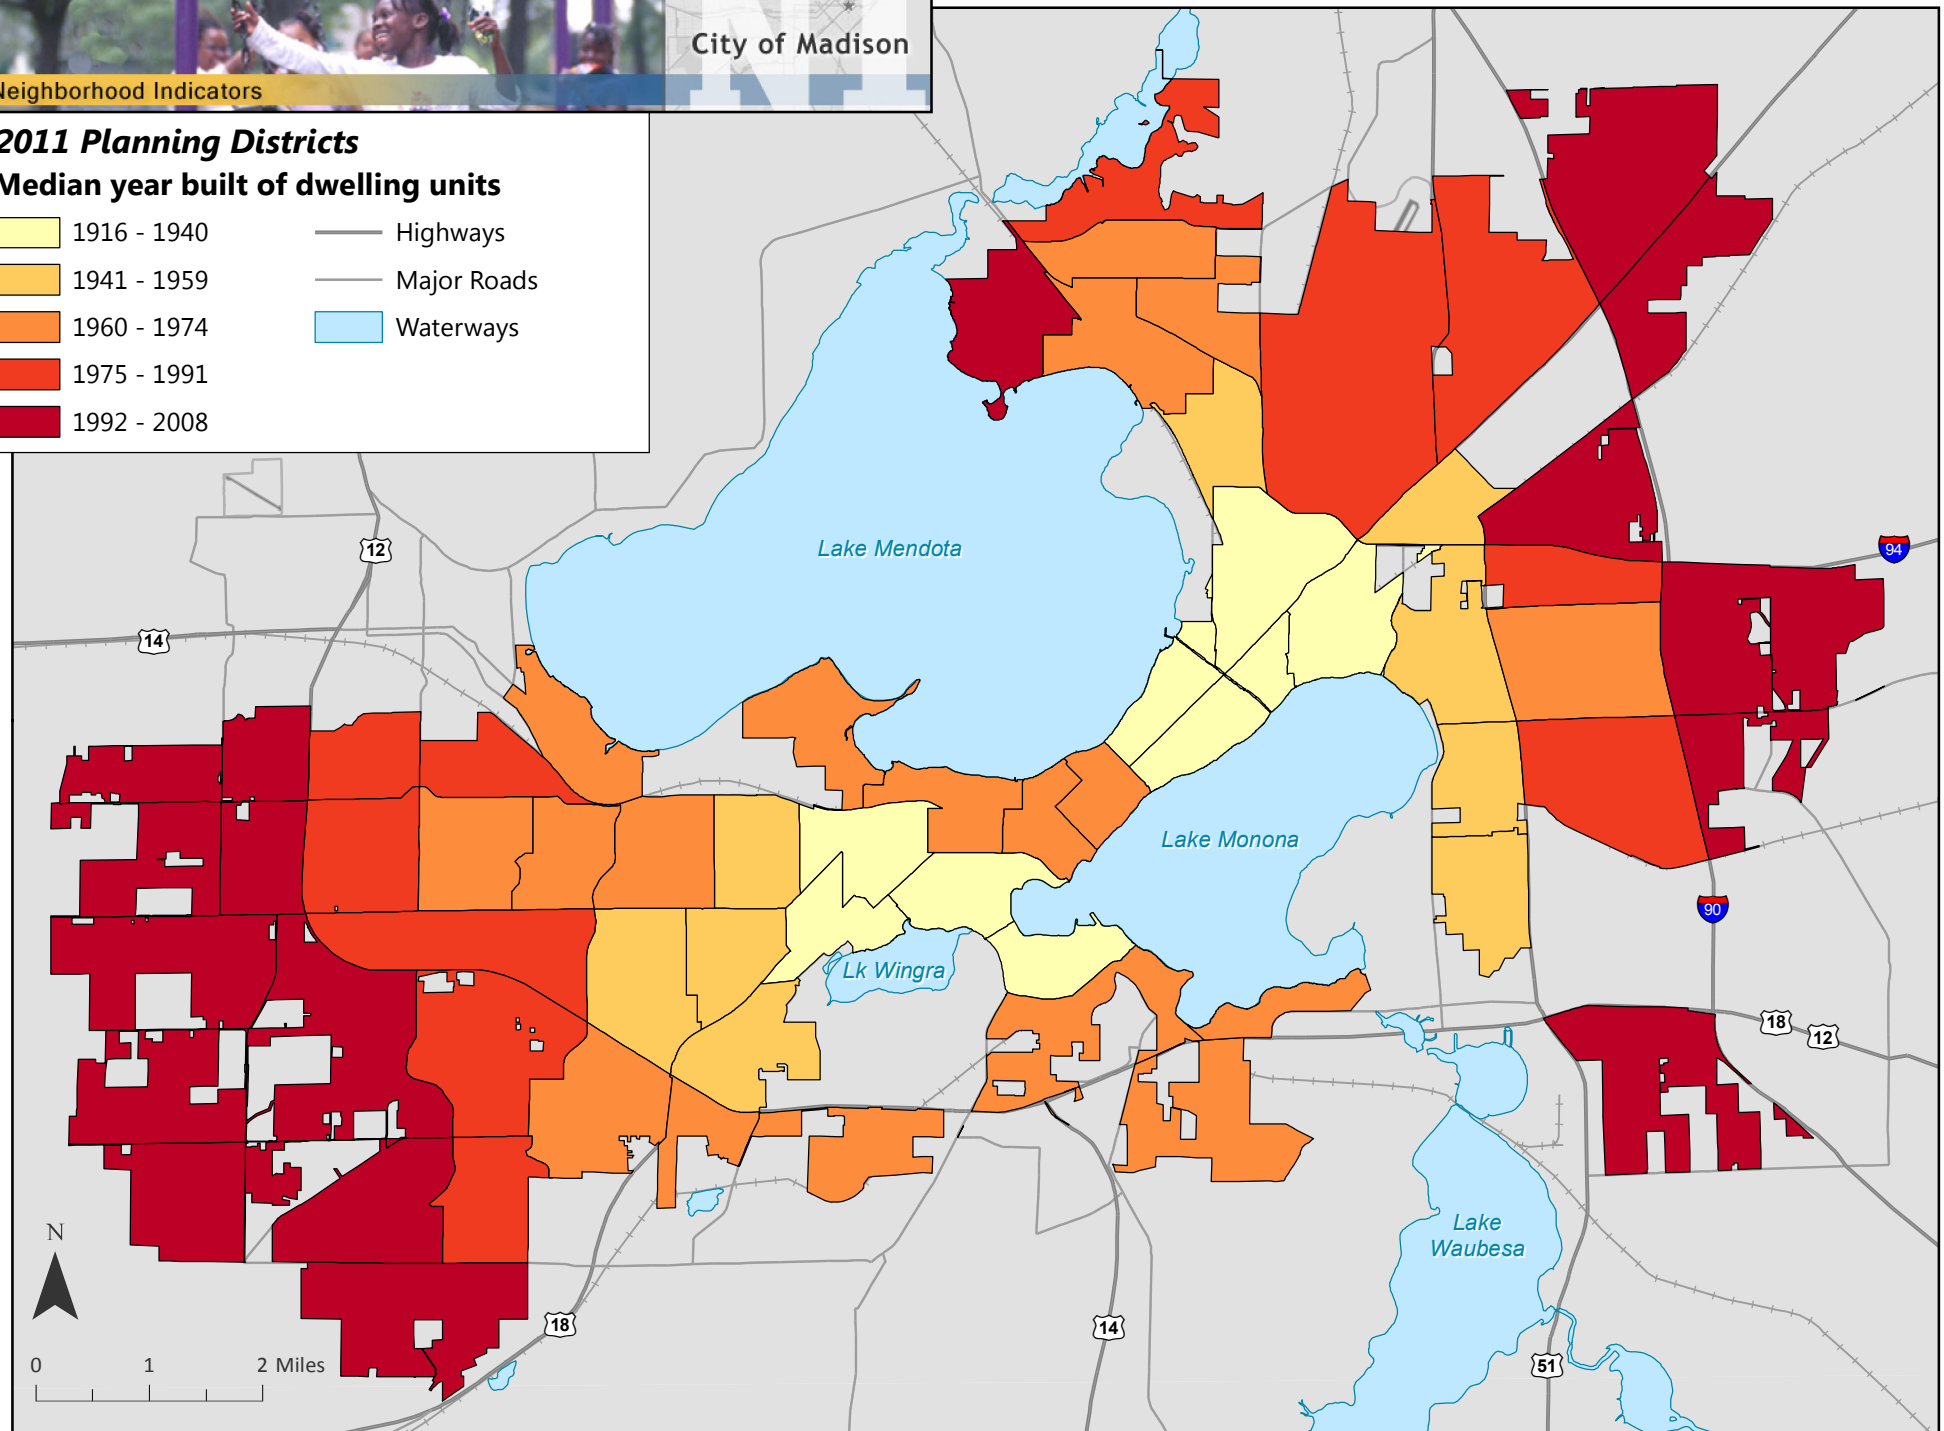 City of Madison
Neighborhood Indicators
2011 Planning Districts
Median year built of dwelling units
1916 - 1940
1941 - 1959
1960 - 1974
1975 - 1991
1992 - 2008
Highways
Major Roads
Waterways
Lake Mendota
12
94
14
Lake Monona
90
Lk Wingra
18
12
Lake
Waubesa
N
18
14
51
0 1 2 Miles